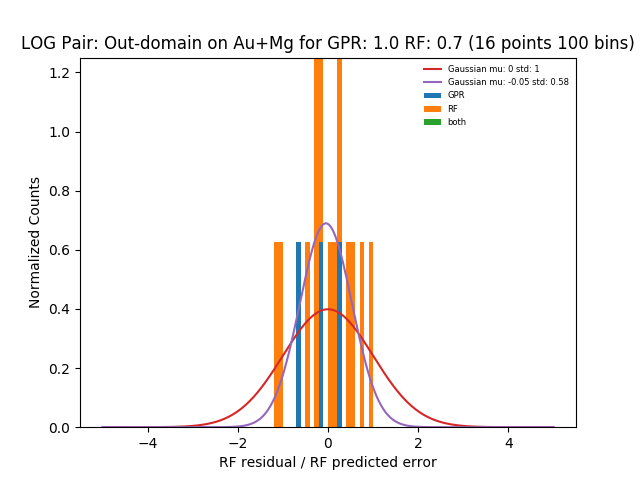 LOG Pair: Out-domain on Au+Mg for GPR: 1.0 RF: 0.7 (16 points 100 bins)
Gaussian mu: 0 std: 1
Gaussian mu: -0.05 std: 0.58
GPR
RF
both
1.2
1.0
0.8
0.6
0.4
0.2
0.0
Normalized Counts
−4
−2
0
2
4
RF residual / RF predicted error